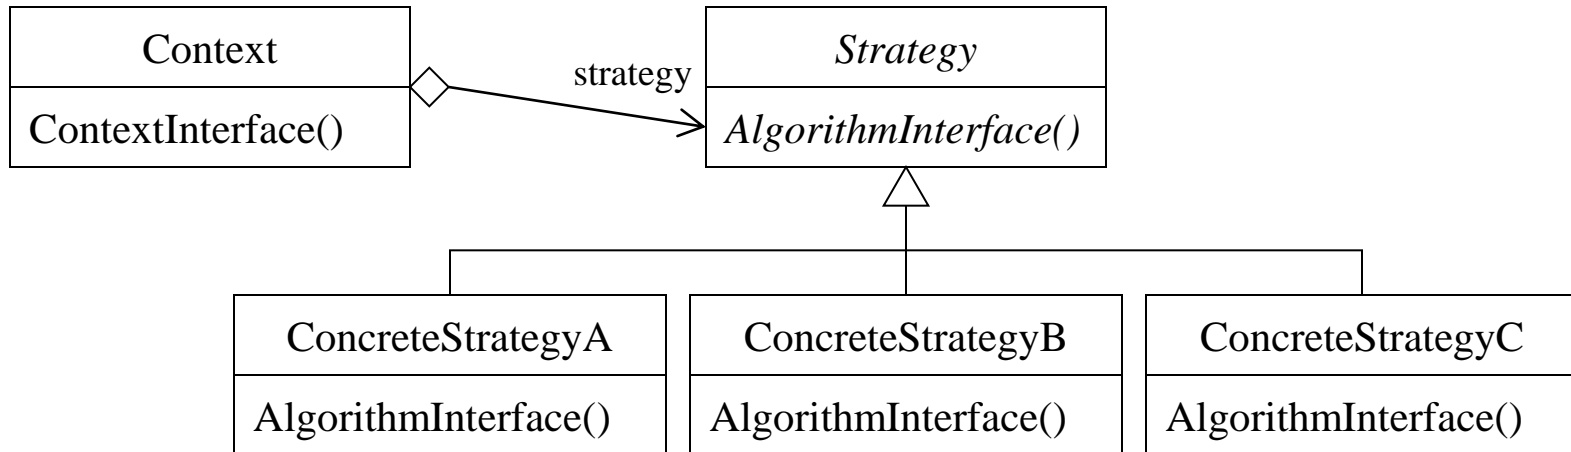 Context
ContextInterface()
strategy
Strategy
AlgorithmInterface()
ConcreteStrategyA
AlgorithmInterface()
ConcreteStrategyB
AlgorithmInterface()
ConcreteStrategyC
AlgorithmInterface()